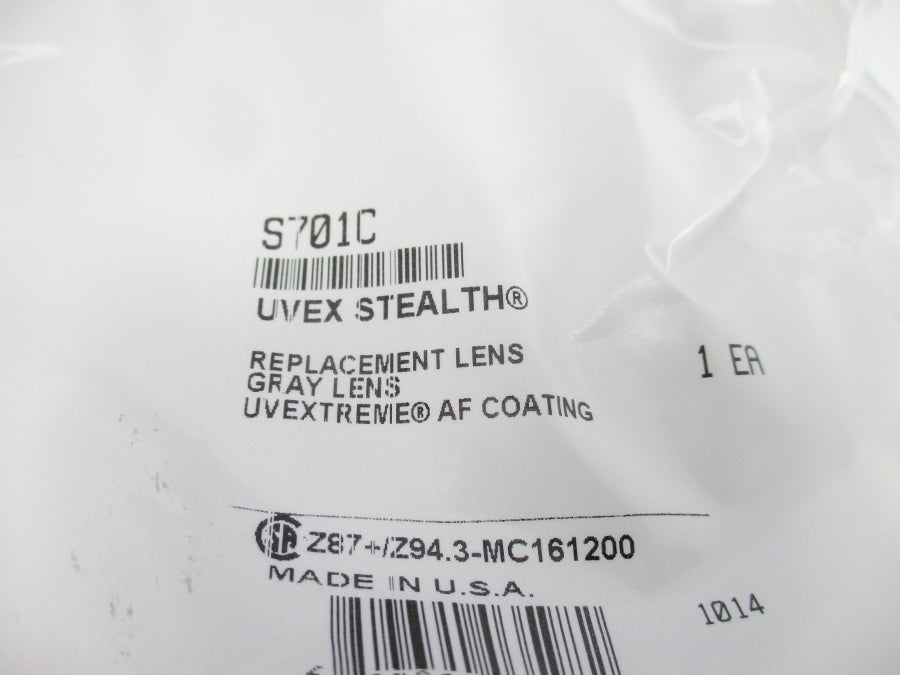 S701C
UVEX STEALTH®
REPLACEMENT LENS
GRAY LENS
UVEXTREME® AF COATING
1 EA
SA Z87+/Z94.3-MC161200
MADE IN U.S.A.
1014